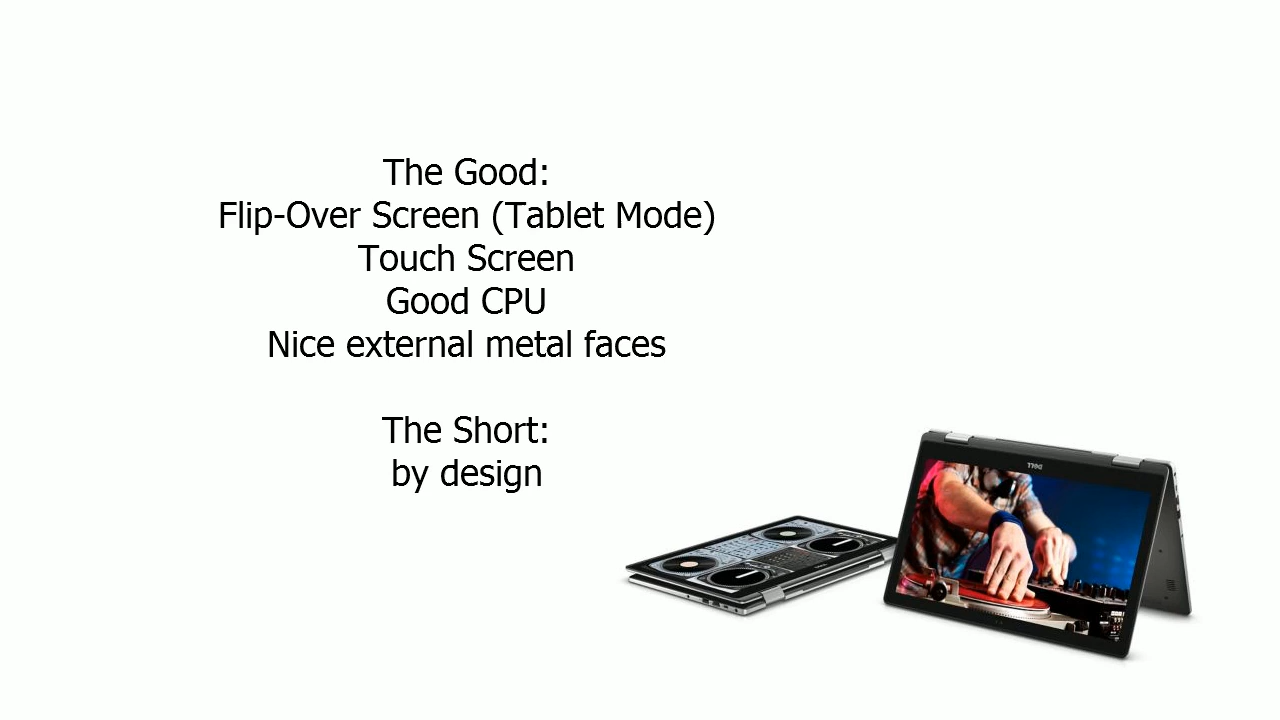 The Good:
Flip-Over Screen (Tablet Mode)
Touch Screen
Good CPU
Nice external metal faces
The Short:
by design
DELL